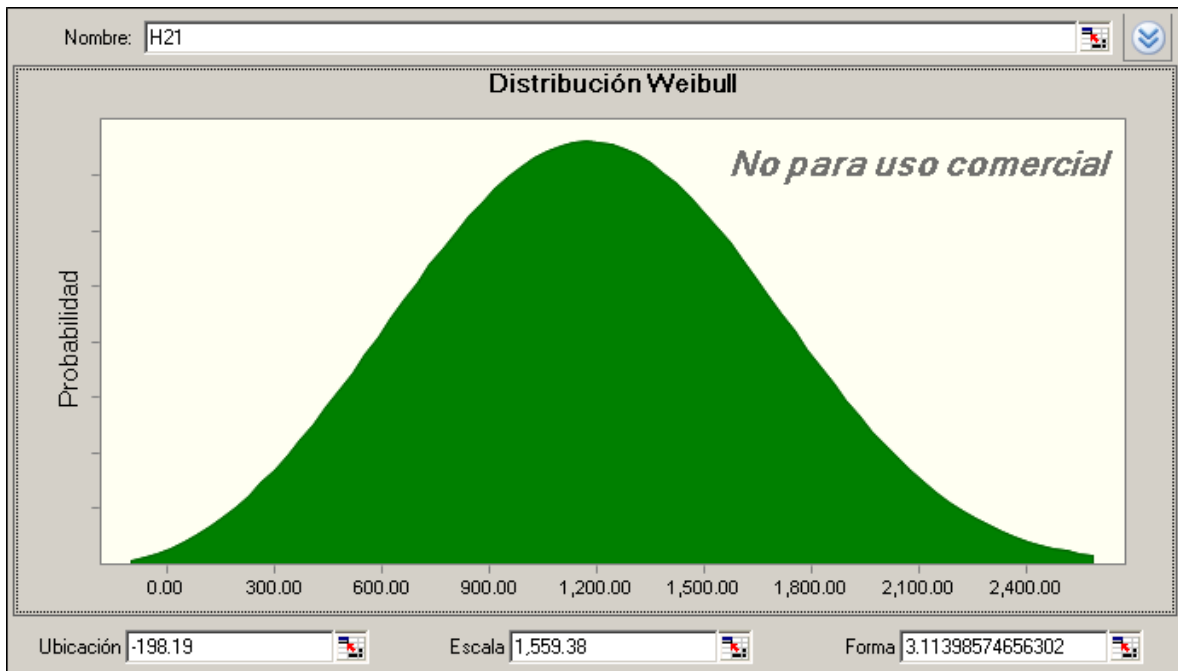 Nombre: H21
Distribución Weibull
No para uso comercial
Probabilidad
0.00 300.00 600.00 900.00 1,200.00 1,500.00 1,800.00 2,100.00 2,400.00
Ubicación -198.19 Escala 1,559.38 Forma 3.11398574656302